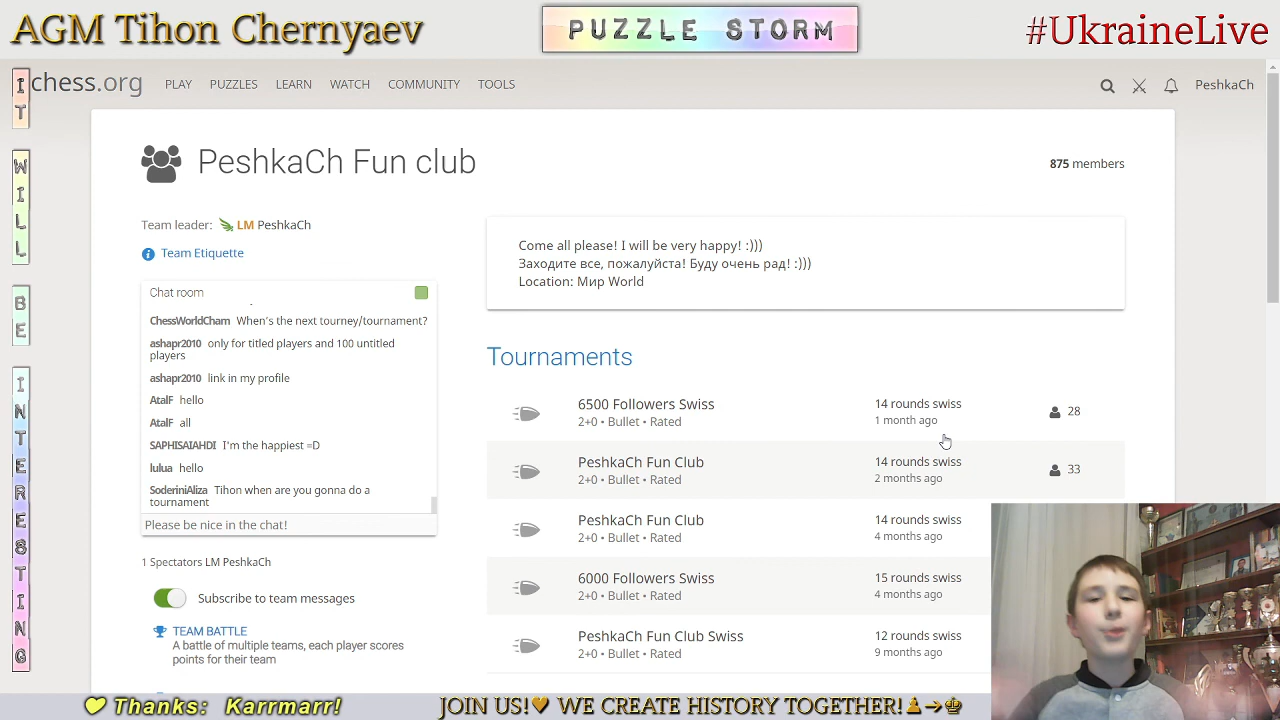 AGM Tihon Chernyaev
PUZZLE STORM
#UkraineLive
chess.org
PLAY
PUZZLES
LEARN
WATCH
COMMUNITY
TOOLS
PeshkaCh
IT
WILL
BE
INTERESTING
PeshkaCh Fun club
875 members
Team leader: LM PeshkaCh
Team Etiquette
Come all please! I will be very happy! :)))
Заходите все, пожалуйста! Буду очень рад! :)))
Location: Мир World
Chat room
ChessWorldCham When's the next tourney/tournament?
ashapr2010 only for titled players and 100 untitled
players
ashapr2010 link in my profile
AtalF hello
AtalF all
SAPHISAIAHDI I'm the happiest =D
lulua hello
SoderiniAliza Tihon when are you gonna do a
tournament
Please be nice in the chat!
1 Spectators LM PeshkaCh
Subscribe to team messages
TEAM BATTLE
A battle of multiple teams, each player scores
points for their team
Tournaments
6500 Followers Swiss
2+0 • Bullet • Rated
14 rounds swiss
1 month ago
28
PeshkaCh Fun Club
2+0 • Bullet • Rated
14 rounds swiss
2 months ago
33
PeshkaCh Fun Club
2+0 • Bullet • Rated
14 rounds swiss
4 months ago
6000 Followers Swiss
2+0 • Bullet • Rated
15 rounds swiss
4 months ago
PeshkaCh Fun Club Swiss
2+0 • Bullet • Rated
12 rounds swiss
9 months ago
Thanks: Karrmarr!
JOIN US! WE CREATE HISTORY TOGETHER!